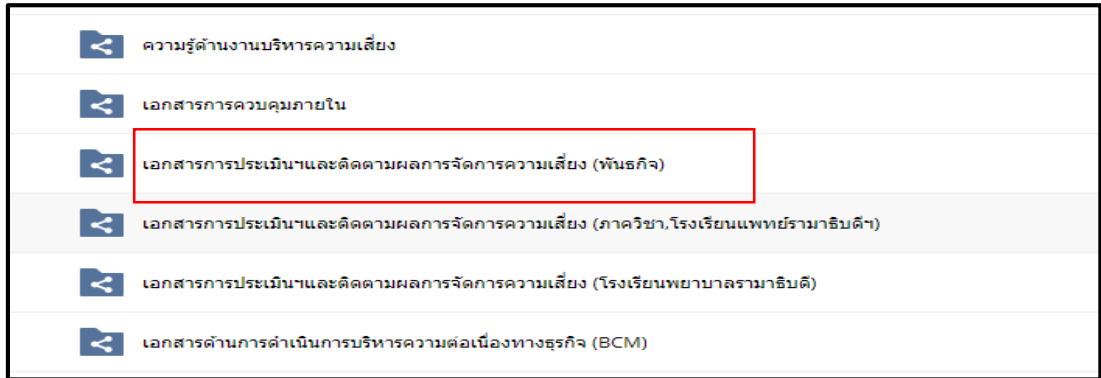 ความรู้ด้านงานบริหารความเสี่ยง
เอกสารการควบคุมภายใน
เอกสารการประเมินฯและติดตามผลการจัดการความเสี่ยง (พันธกิจ)
เอกสารการประเมินฯและติดตามผลการจัดการความเสี่ยง (ภาควิชา,โรงเรียนแพทย์รามาธิบดีฯ)
เอกสารการประเมินฯและติดตามผลการจัดการความเสี่ยง (โรงเรียนพยาบาลรามาธิบดี)
เอกสารด้านการดำเนินการบริหารความต่อเนื่องทางธุรกิจ (BCM)